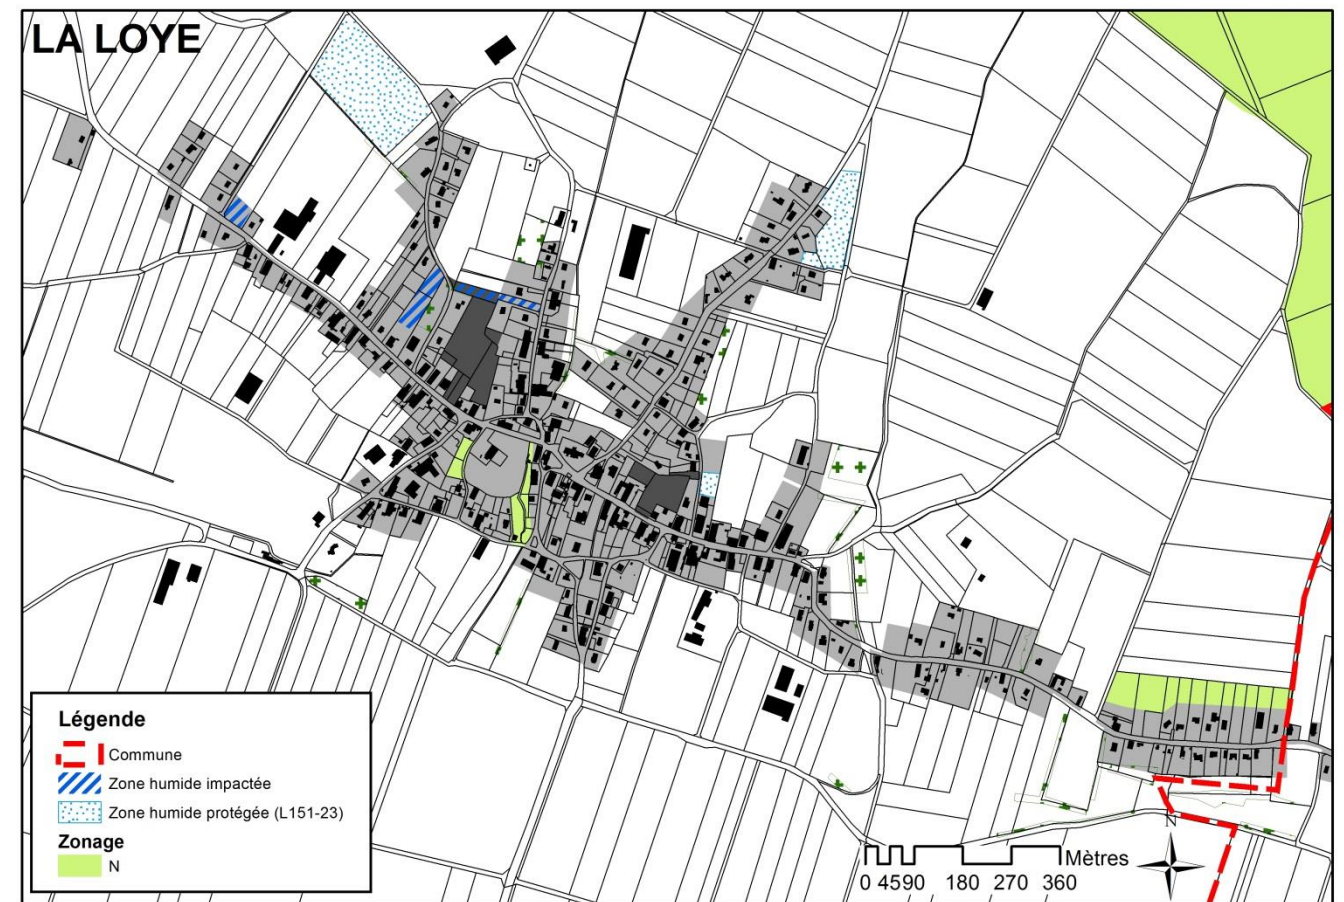 LA LOYE
Légende
Commune
Zone humide impactée
Zone humide protégée (L151-23)
Zonage
N
N
Mètres
0 4590 180 270 360